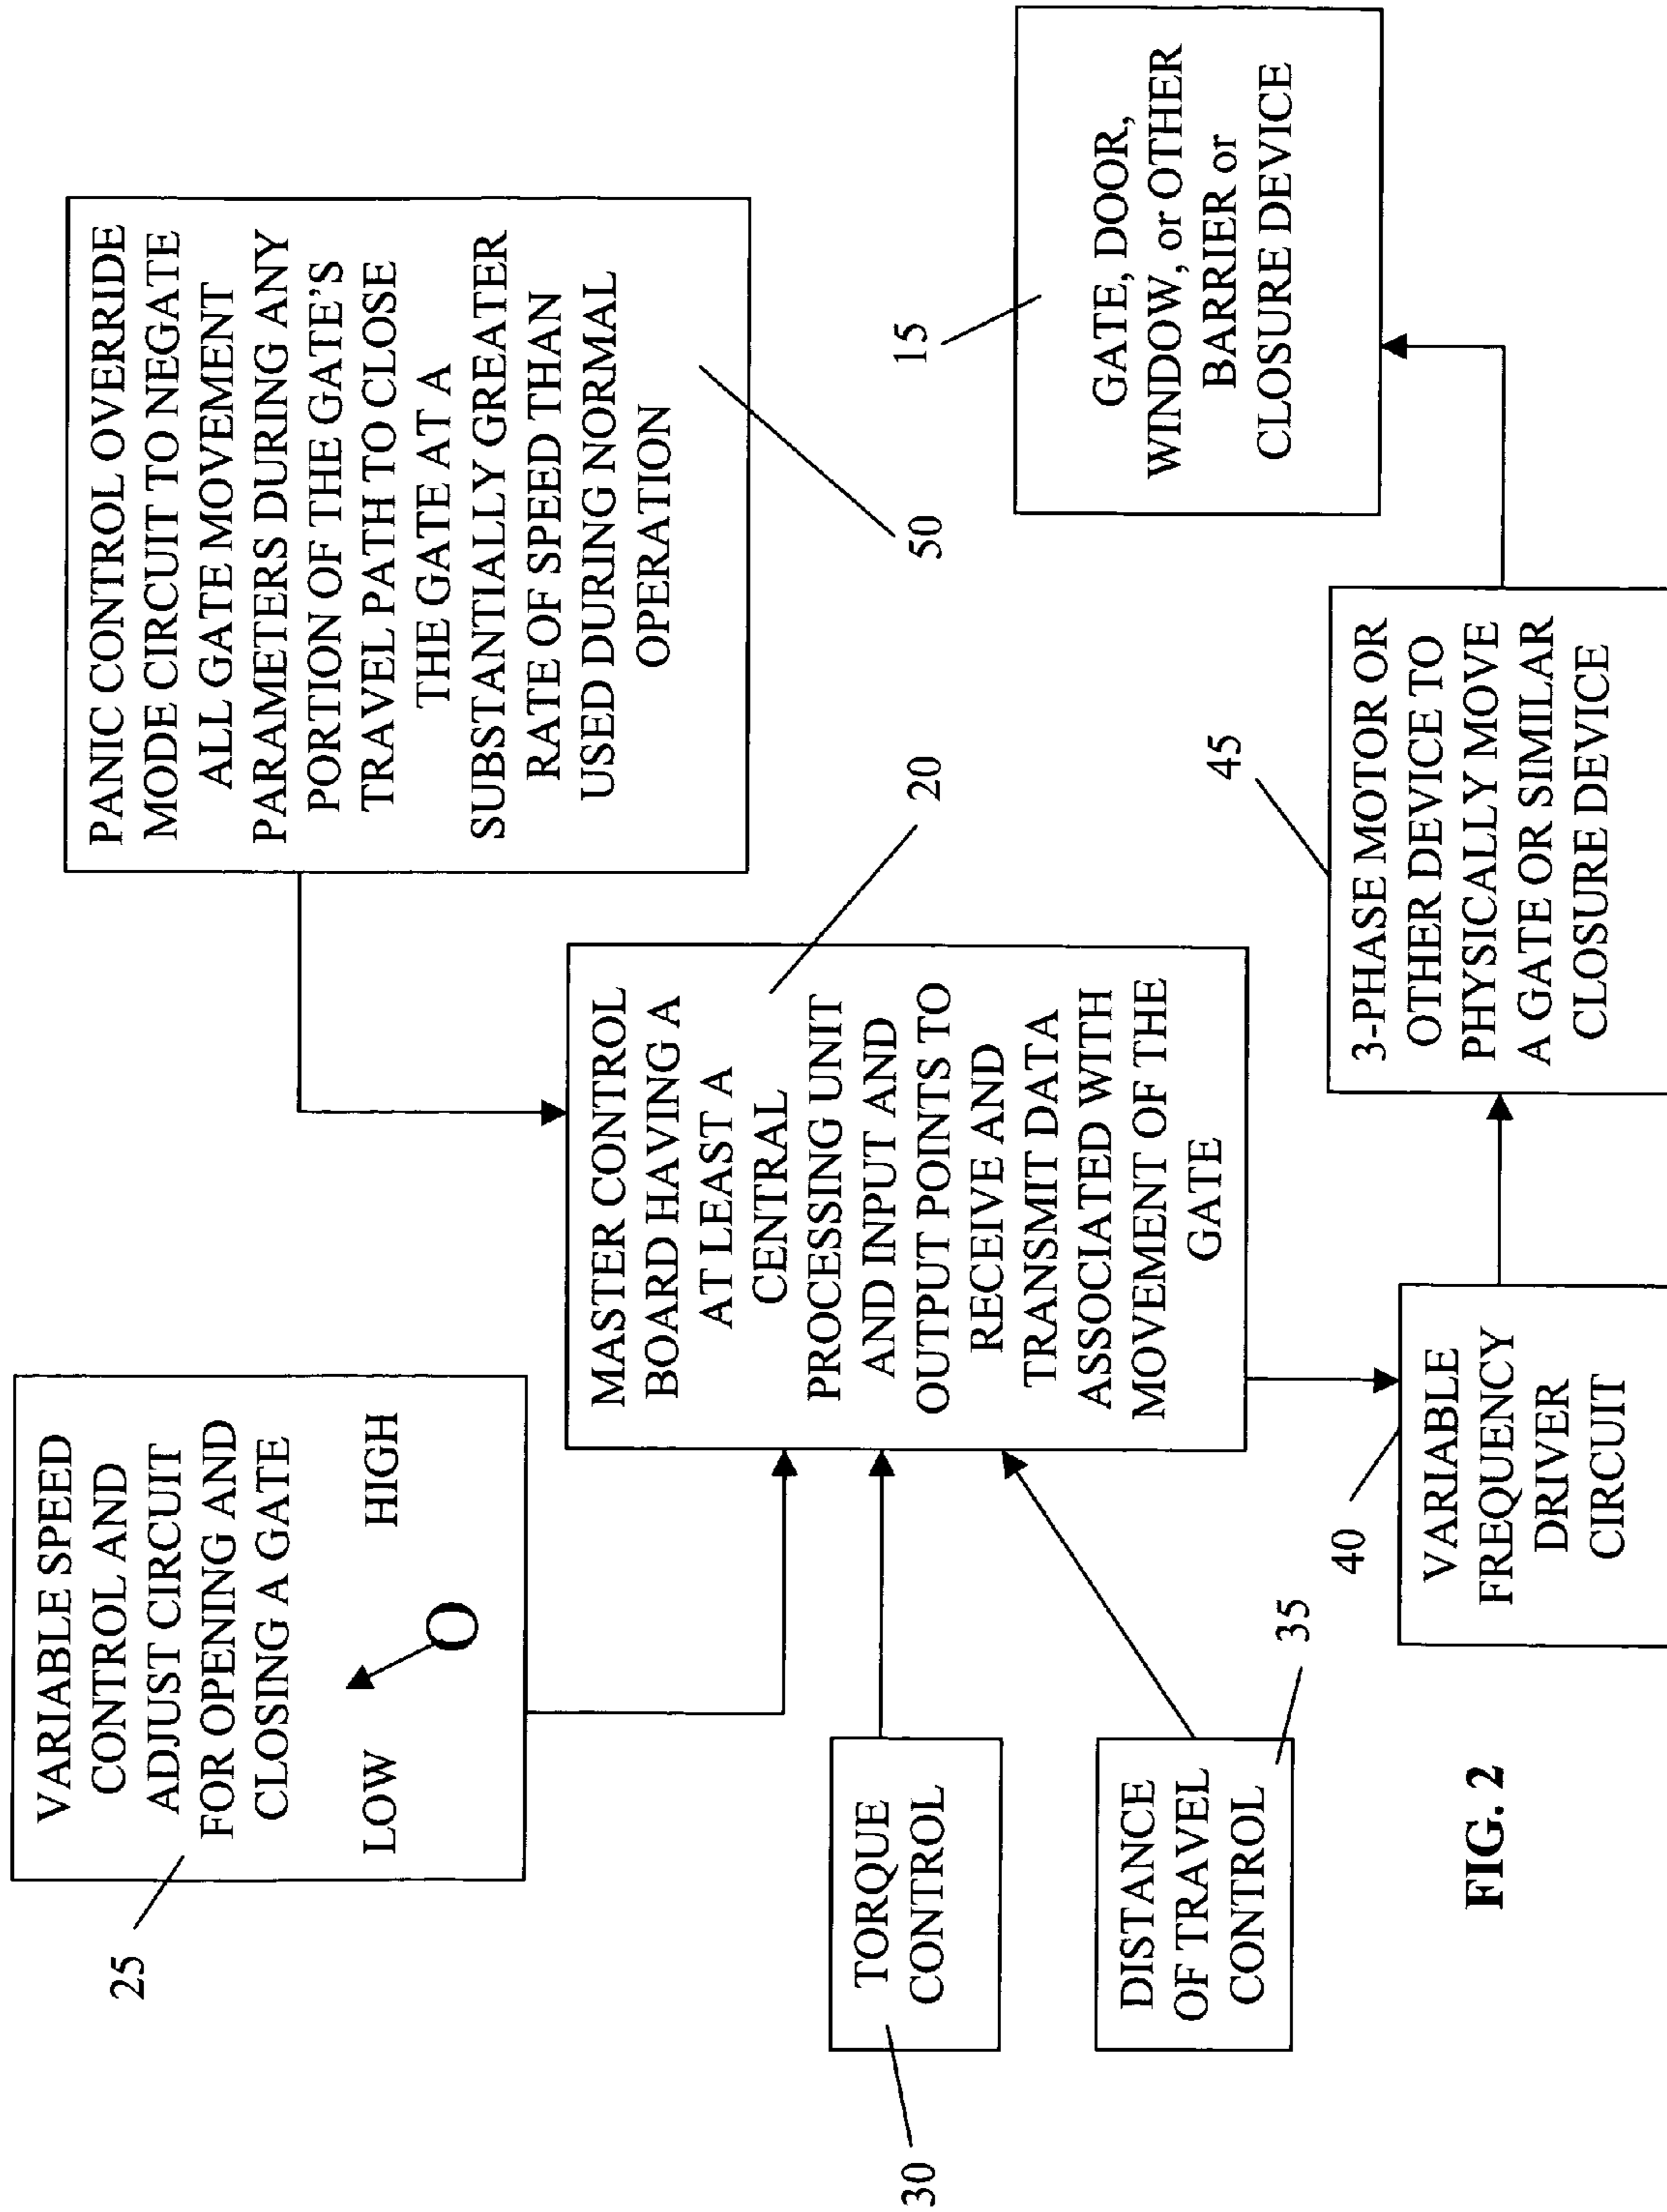 VARIABLE SPEED
CONTROL AND
ADJUST CIRCUIT
FOR OPENING AND
CLOSING A GATE
LOW
HIGH
O
25
PANIC CONTROL OVERRIDE
MODE CIRCUIT TO NEGATE
ALL GATE MOVEMENT
PARAMETERS DURING ANY
PORTION OF THE GATE'S
TRAVEL PATH TO CLOSE
THE GATE AT A
SUBSTANTIALLY GREATER
RATE OF SPEED THAN
USED DURING NORMAL
OPERATION
50
MASTER CONTROL
BOARD HAVING A
AT LEAST A
CENTRAL
PROCESSING UNIT
AND INPUT AND
OUTPUT POINTS TO
RECEIVE AND
TRANSMIT DATA
ASSOCIATED WITH
MOVEMENT OF THE
GATE
20
TORQUE
CONTROL
30
DISTANCE
OF TRAVEL
CONTROL
35
VARIABLE
FREQUENCY
DRIVER
CIRCUIT
40
3-PHASE MOTOR OR
OTHER DEVICE TO
PHYSICALLY MOVE
A GATE OR SIMILAR
CLOSURE DEVICE
45
GATE, DOOR,
WINDOW, or OTHER
BARRIER or
CLOSURE DEVICE
15
FIG. 2